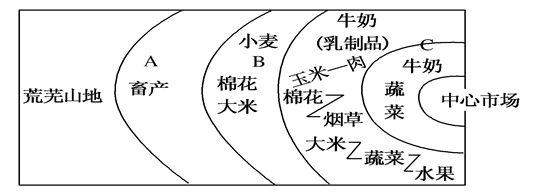 荒芜山地
A
畜产
小麦
B
棉花
大米
牛奶
(乳制品)
玉米一肉
棉花
烟草
大米
蔬菜
水果
C
牛奶
蔬
菜
中心市场